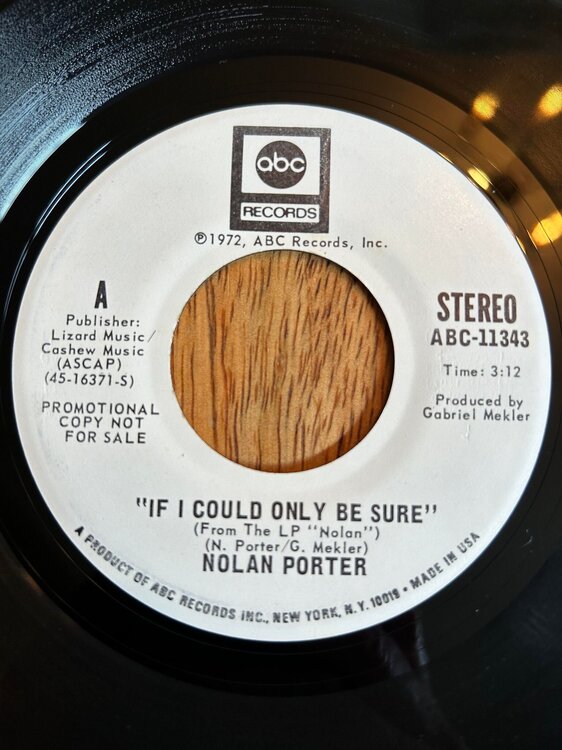 abc
RECORDS
℗1972, ABC Records, Inc.
A
Publisher:
Lizard Music/
Cashew Music
(ASCAP)
(45-16371-S)
PROMOTIONAL
COPY NOT
FOR SALE
STEREO
ABC-11343
Time: 3:12
Produced by
Gabriel Mekler
"IF I COULD ONLY BE SURE"
(From The LP "Nolan")
(N. Porter/G. Mekler)
NOLAN PORTER
A PRODUCT OF ABC RECORDS INC., NEW YORK, N.Y. 10019 • MADE IN USA